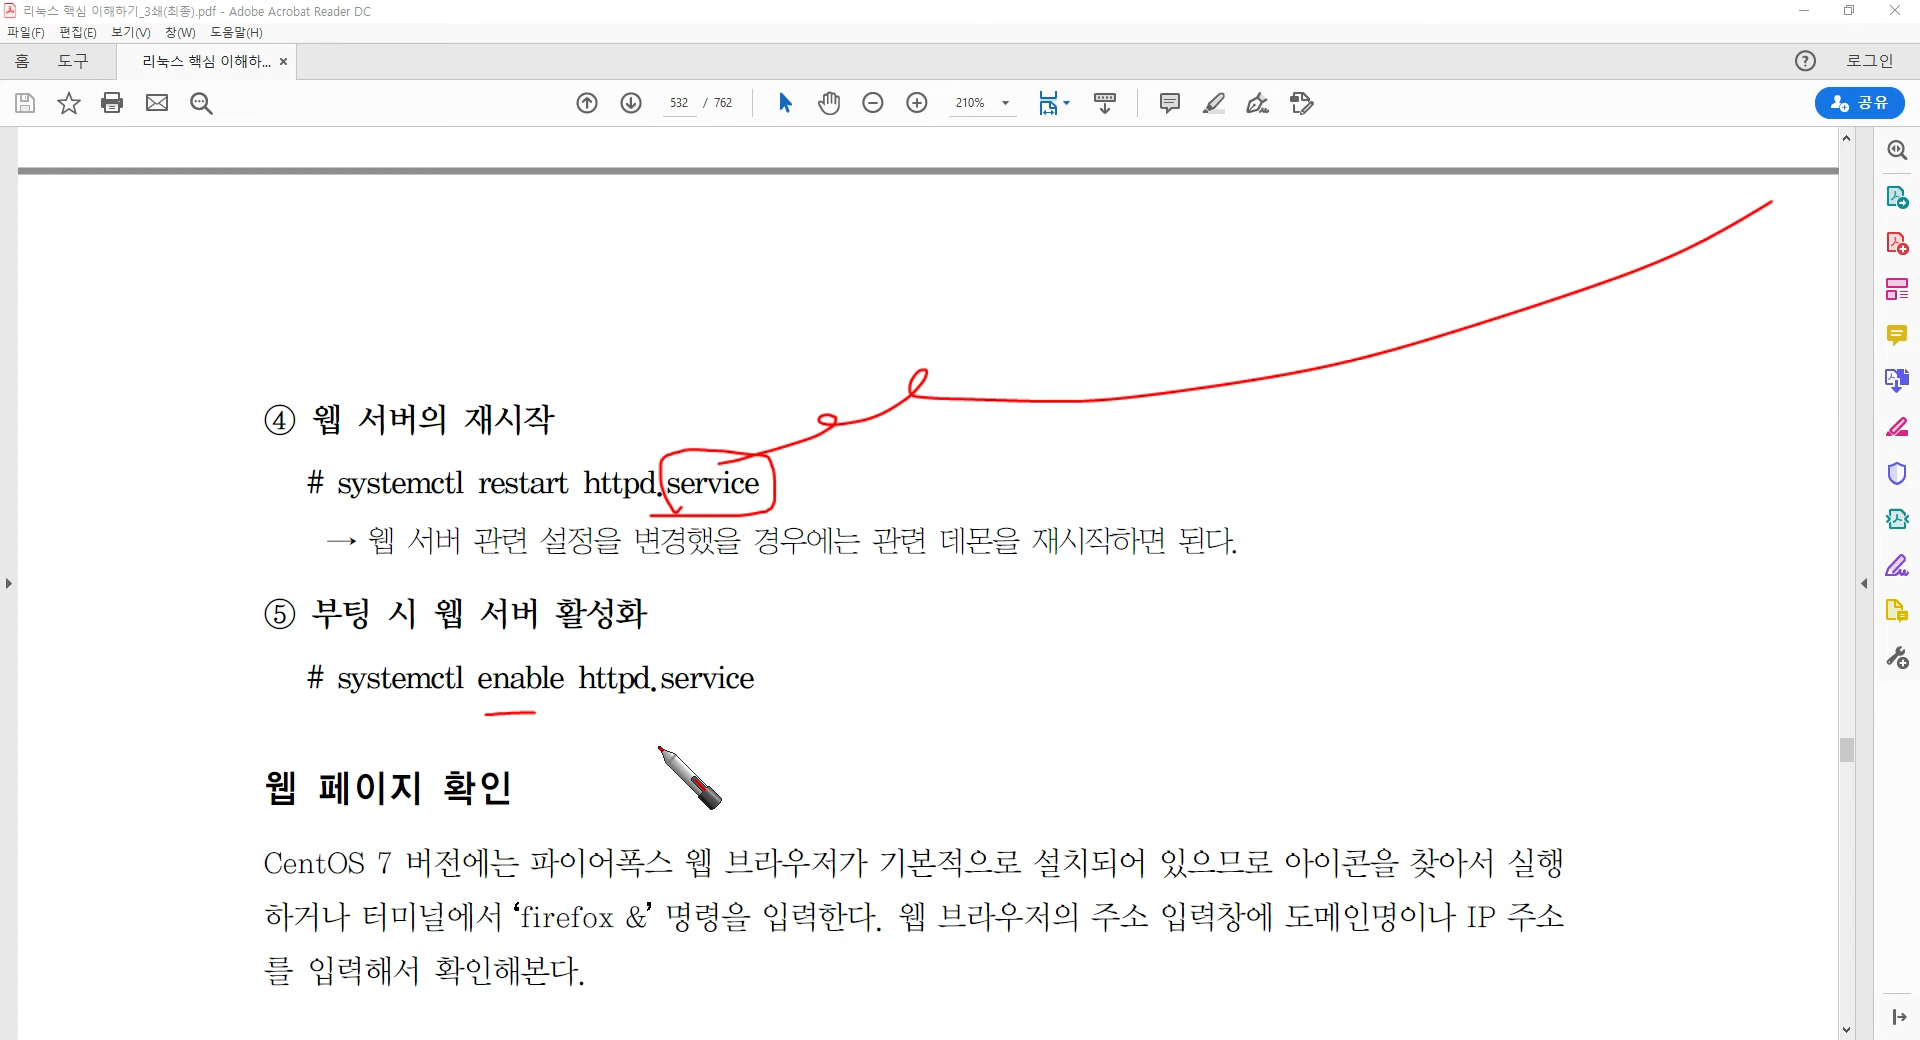 리눅스 핵심 이해하기_3쇄(최종).pdf - Adobe Acrobat Reader DC
파일(F) 편집(E) 보기(V) 창(W) 도움말(H)
홈 도구 리눅스 핵심 이해하... × ? 로그인
532 / 762 210% 공유
④ 웹 서버의 재시작
# systemctl restart httpd.service
→ 웹 서버 관련 설정을 변경했을 경우에는 관련 데몬을 재시작하면 된다.
⑤ 부팅 시 웹 서버 활성화
# systemctl enable httpd.service
웹 페이지 확인
CentOS 7 버전에는 파이어폭스 웹 브라우저가 기본적으로 설치되어 있으므로 아이콘을 찾아서 실행
하거나 터미널에서 ‘firefox &’ 명령을 입력한다. 웹 브라우저의 주소 입력창에 도메인명이나 IP 주소
를 입력해서 확인해본다.